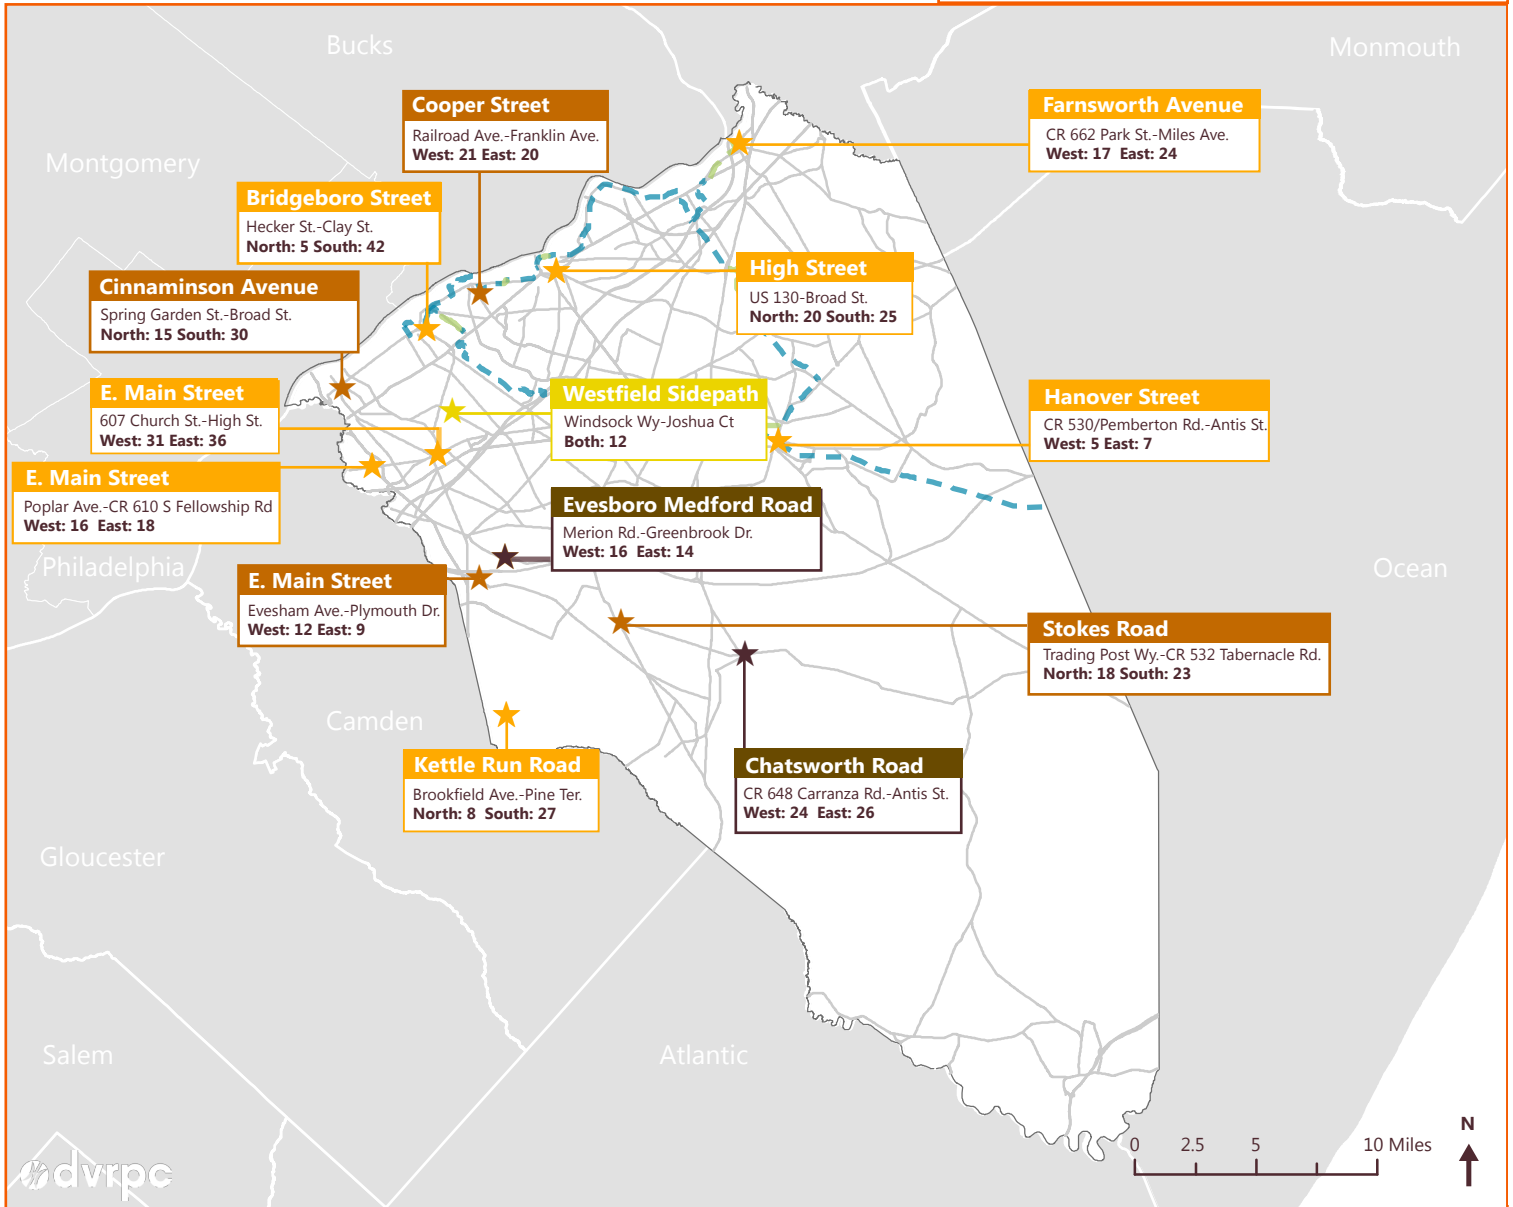 Bucks
Monmouth
Montgomery
Philadelphia
Camden
Gloucester
Salem
Atlantic
Ocean
Cooper Street
Railroad Ave.-Franklin Ave.
West: 21 East: 20
Farnsworth Avenue
CR 662 Park St.-Miles Ave.
West: 17 East: 24
Bridgeboro Street
Hecker St.-Clay St.
North: 5 South: 42
High Street
US 130-Broad St.
North: 20 South: 25
Cinnaminson Avenue
Spring Garden St.-Broad St.
North: 15 South: 30
E. Main Street
607 Church St.-High St.
West: 31 East: 36
Westfield Sidepath
Windsock Wy-Joshua Ct
Both: 12
Hanover Street
CR 530/Pemberton Rd.-Antis St.
West: 5 East: 7
E. Main Street
Poplar Ave.-CR 610 S Fellowship Rd
West: 16 East: 18
Evesboro Medford Road
Merion Rd.-Greenbrook Dr.
West: 16 East: 14
E. Main Street
Evesham Ave.-Plymouth Dr.
West: 12 East: 9
Stokes Road
Trading Post Wy.-CR 532 Tabernacle Rd.
North: 18 South: 23
Kettle Run Road
Brookfield Ave.-Pine Ter.
North: 8 South: 27
Chatsworth Road
CR 648 Carranza Rd.-Antis St.
West: 24 East: 26
N
0 2.5 5 10 Miles
dvrpc